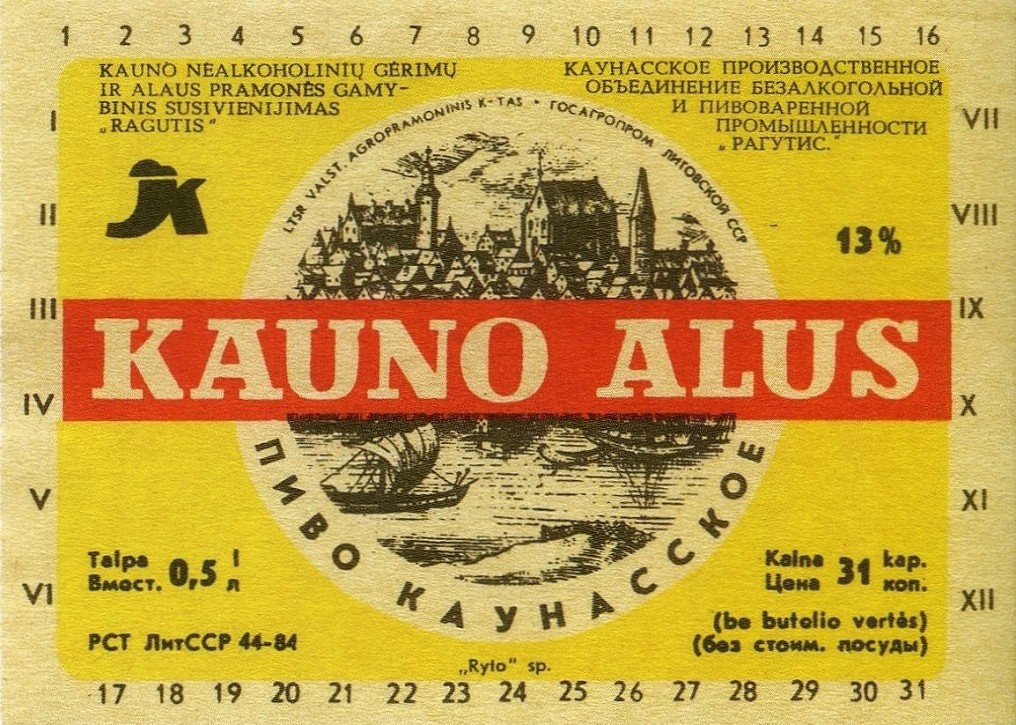 1 2 3 4 5 6 7 8 9 10 11 12 13 14 15 16
KAUNO NEALKOHOLINIŲ GĖRIMŲ
IR ALAUS PRAMONĖS GAMY-
BINIS SUSIVIENIJIMAS
„RAGUTIS“
КАУНАССКОЕ ПРОИЗВОДСТВЕННОЕ
ОБЪЕДИНЕНИЕ БЕЗАЛКОГОЛЬНОЙ
И ПИВОВАРЕННОЙ
ПРОМЫШЛЕННОСТИ
„РАГУТИС.“
LTSR VALST. AGROPRAMONINIS K-TAS • ГОСАГРОПРОМ ЛИТОВСКОЙ ССР
I
II
III
IV
V
VI
VII
VIII
IX
X
XI
XII
JK
13%
KAUNO ALUS
ПИВО КАУНАССКОЕ
Talpa 0,5 l
Вмест. л
Kaina 31 kap.
Цена коп.
(be butelio vertės)
(без стоим. посуды)
РСТ ЛитССР 44-84
„Ryto“ sp.
17 18 19 20 21 22 23 24 25 26 27 28 29 30 31